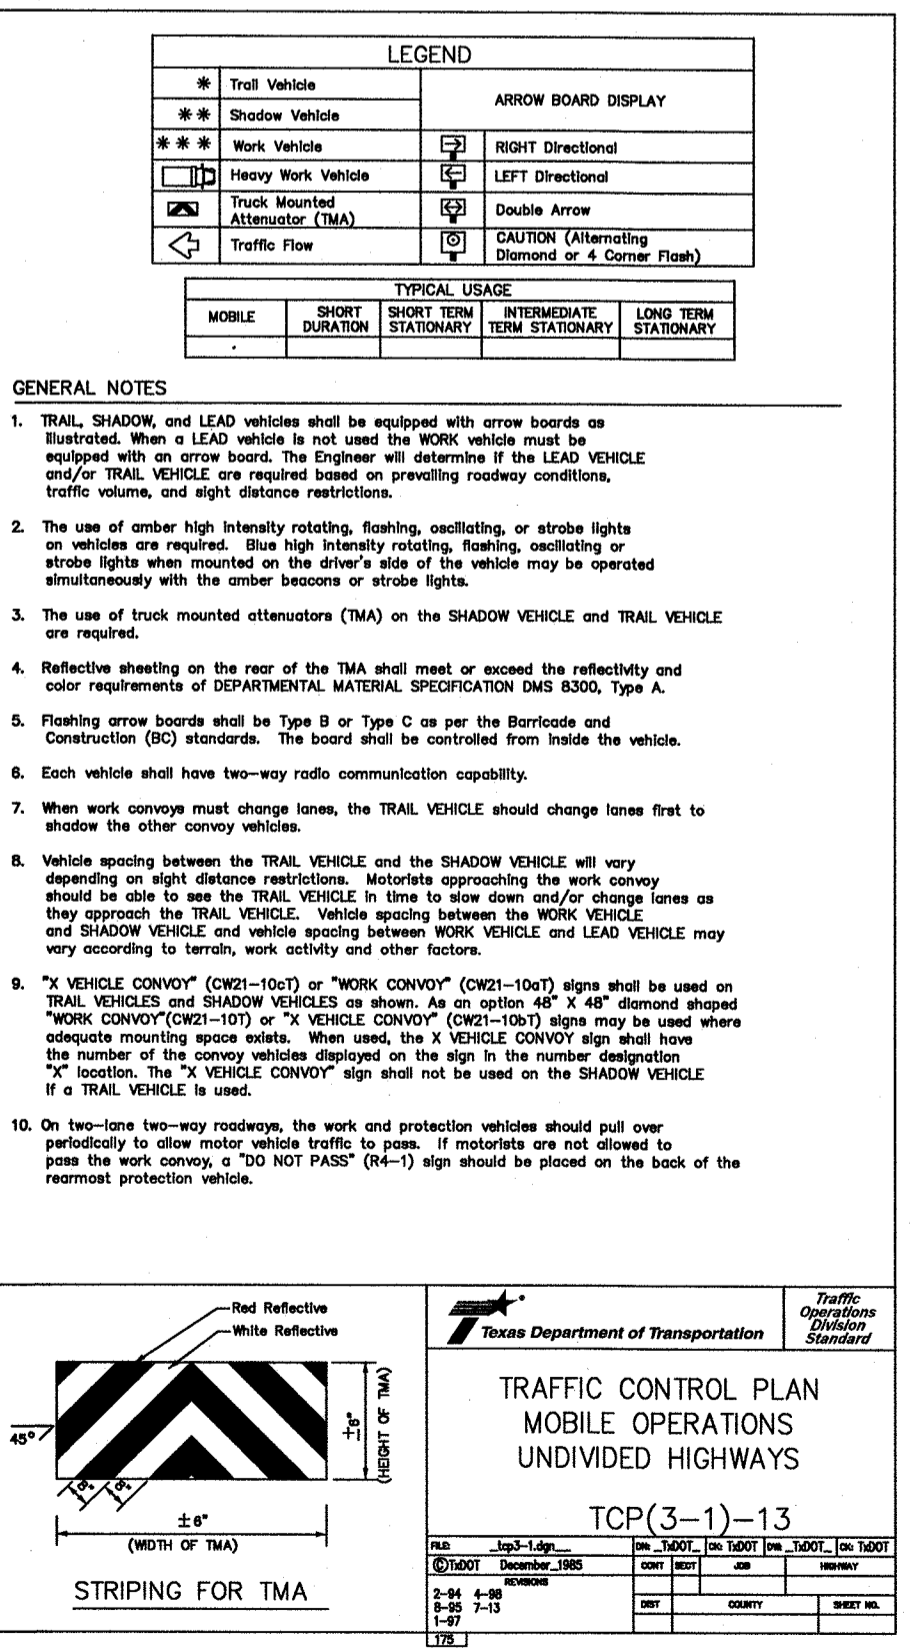 LEGEND
* Trail Vehicle
ARROW BOARD DISPLAY
* * Shadow Vehicle
* * * Work Vehicle
RIGHT Directional
Heavy Work Vehicle
LEFT Directional
Truck Mounted
Attenuator (TMA)
Double Arrow
Traffic Flow
CAUTION (Alternating
Diamond or 4 Corner Flash)
TYPICAL USAGE
MOBILE
SHORT
DURATION
SHORT TERM
STATIONARY
INTERMEDIATE
TERM STATIONARY
LONG TERM
STATIONARY
GENERAL NOTES
1. TRAIL, SHADOW, and LEAD vehicles shall be equipped with arrow boards as
illustrated. When a LEAD vehicle is not used the WORK vehicle must be
equipped with an arrow board. The Engineer will determine if the LEAD VEHICLE
and/or TRAIL VEHICLE are required based on prevailing roadway conditions,
traffic volume, and sight distance restrictions.
2. The use of amber high intensity rotating, flashing, oscillating, or strobe lights
on vehicles are required. Blue high intensity rotating, flashing, oscillating or
strobe lights when mounted on the driver's side of the vehicle may be operated
simultaneously with the amber beacons or strobe lights.
3. The use of truck mounted attenuators (TMA) on the SHADOW VEHICLE and TRAIL VEHICLE
are required.
4. Reflective sheeting on the rear of the TMA shall meet or exceed the reflectivity and
color requirements of DEPARTMENTAL MATERIAL SPECIFICATION DMS 8300, Type A.
5. Flashing arrow boards shall be Type B or Type C as per the Barricade and
Construction (BC) standards. The board shall be controlled from inside the vehicle.
6. Each vehicle shall have two-way radio communication capability.
7. When work convoys must change lanes, the TRAIL VEHICLE should change lanes first to
shadow the other convoy vehicles.
8. Vehicle spacing between the TRAIL VEHICLE and the SHADOW VEHICLE will vary
depending on sight distance restrictions. Motorists approaching the work convoy
should be able to see the TRAIL VEHICLE in time to slow down and/or change lanes as
they approach the TRAIL VEHICLE. Vehicle spacing between the WORK VEHICLE
and SHADOW VEHICLE and vehicle spacing between WORK VEHICLE and LEAD VEHICLE may
vary according to terrain, work activity and other factors.
9. "X VEHICLE CONVOY" (CW21-10cT) or "WORK CONVOY" (CW21-10aT) signs shall be used on
TRAIL VEHICLES and SHADOW VEHICLES as shown. As an option 48" X 48" diamond shaped
"WORK CONVOY"(CW21-10T) or "X VEHICLE CONVOY" (CW21-10bT) signs may be used where
adequate mounting space exists. When used, the X VEHICLE CONVOY sign shall have
the number of the convoy vehicles displayed on the sign in the number designation
"X" location. The "X VEHICLE CONVOY" sign shall not be used on the SHADOW VEHICLE
if a TRAIL VEHICLE is used.
10. On two-lane two-way roadways, the work and protection vehicles should pull over
periodically to allow motor vehicle traffic to pass. If motorists are not allowed to
pass the work convoy, a "DO NOT PASS" (R4-1) sign should be placed on the back of the
rearmost protection vehicle.
Red Reflective
White Reflective
45°
8"
8"
±6"
(HEIGHT OF TMA)
±6"
(WIDTH OF TMA)
STRIPING FOR TMA
Texas Department of Transportation
Traffic
Operations
Division
Standard
TRAFFIC CONTROL PLAN
MOBILE OPERATIONS
UNDIVIDED HIGHWAYS
TCP(3-1)-13
FILE: tcp3-1.dgn
DN: TxDOT
CK: TxDOT
DW: TxDOT
CK: TxDOT
© TxDOT December 1985
CONT
SECT
JOB
HIGHWAY
REVISIONS
2-94 4-98
8-95 7-13
1-97
DIST
COUNTY
SHEET NO.
175